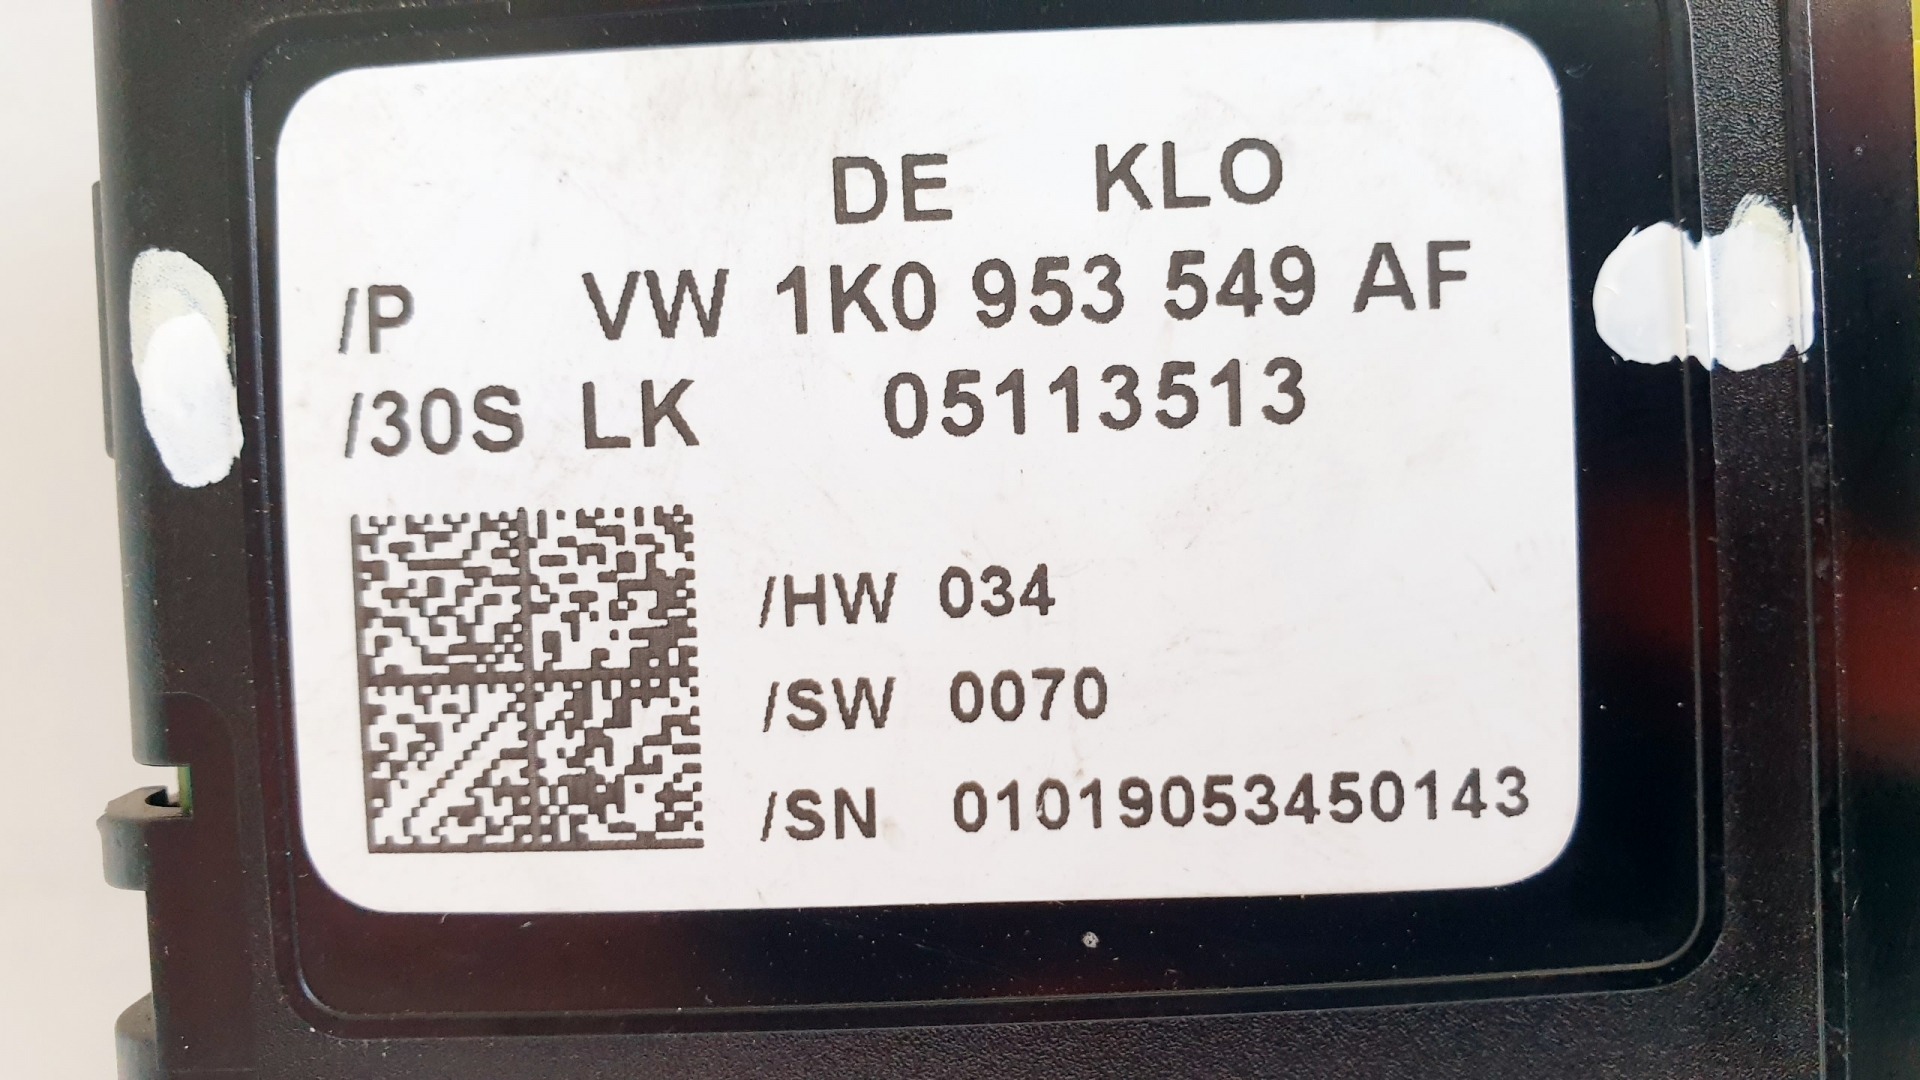 DE KLO
/P VW 1K0 953 549 AF
/30S LK 05113513
/HW 034
/SW 0070
/SN 01019053450143